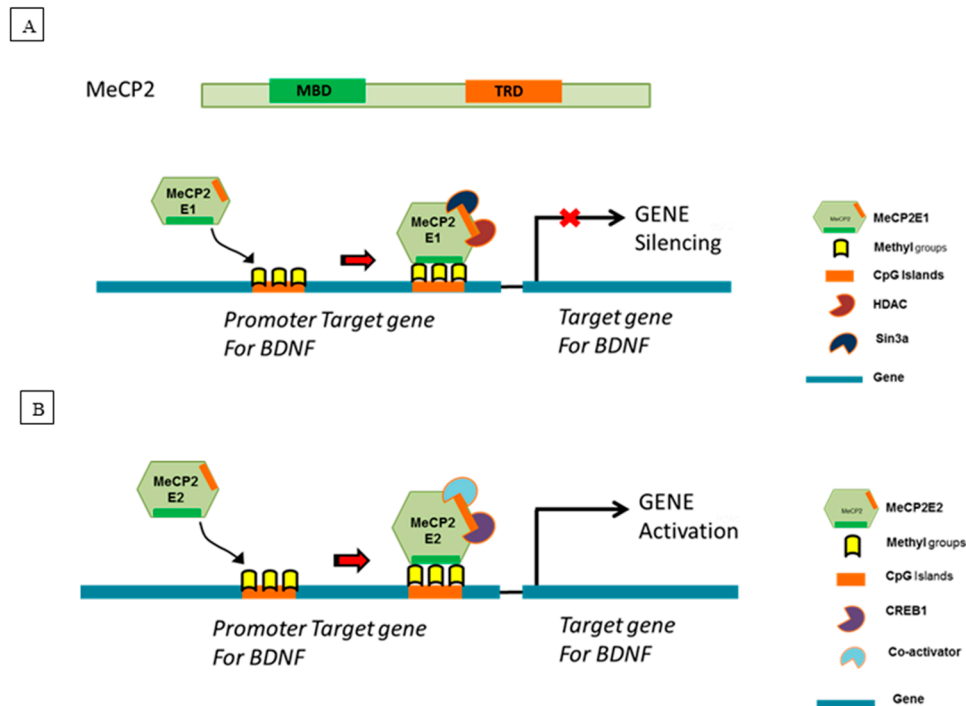 A
MeCP2
MBD
TRD
MeCP2
E1
MeCP2
E1
GENE
Silencing
Promoter Target gene
For BDNF
Target gene
For BDNF
MeCP2
MeCP2E1
Methyl groups
CpG Islands
HDAC
Sin3a
Gene
B
MeCP2
E2
MeCP2
E2
GENE
Activation
Promoter Target gene
For BDNF
Target gene
For BDNF
MeCP2
MeCP2E2
Methyl groups
CpG Islands
CREB1
Co-activator
Gene